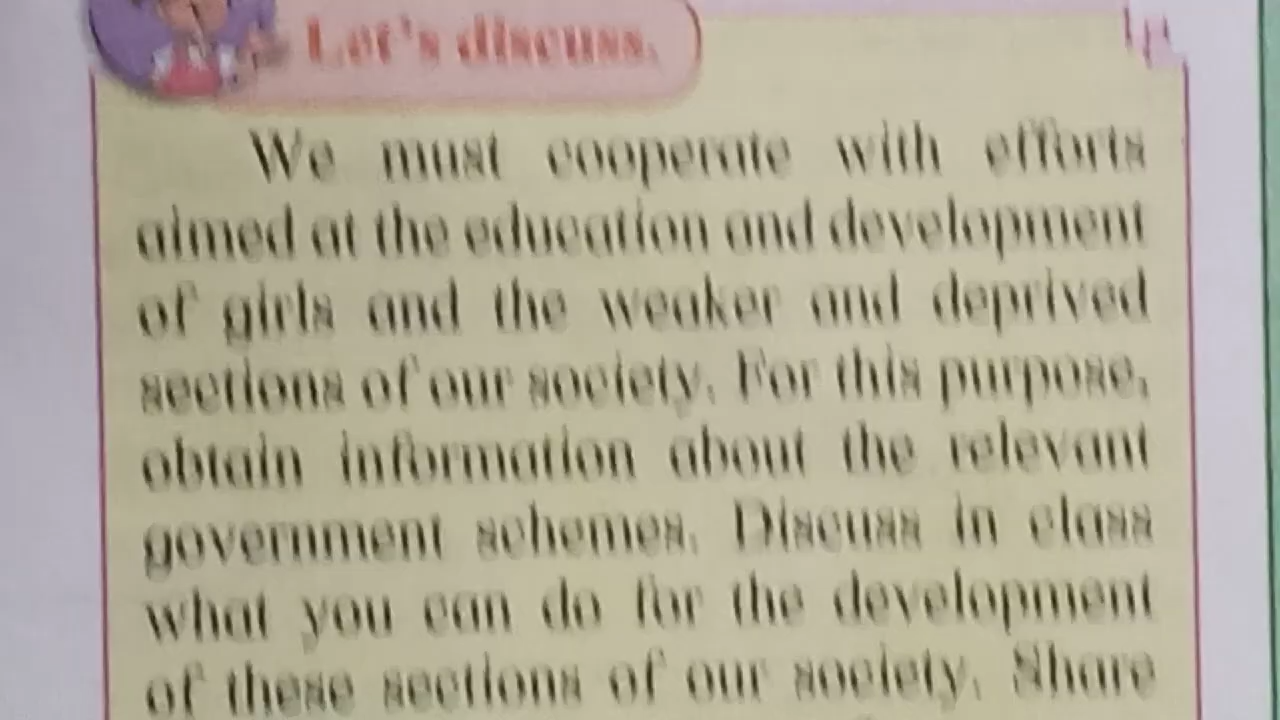 Let's discuss.
We must cooperate with efforts
aimed at the education and development
of girls and the weaker and deprived
sections of our society. For this purpose,
obtain information about the relevant
government schemes. Discuss in class
what you can do for the development
of these sections of our society. Share